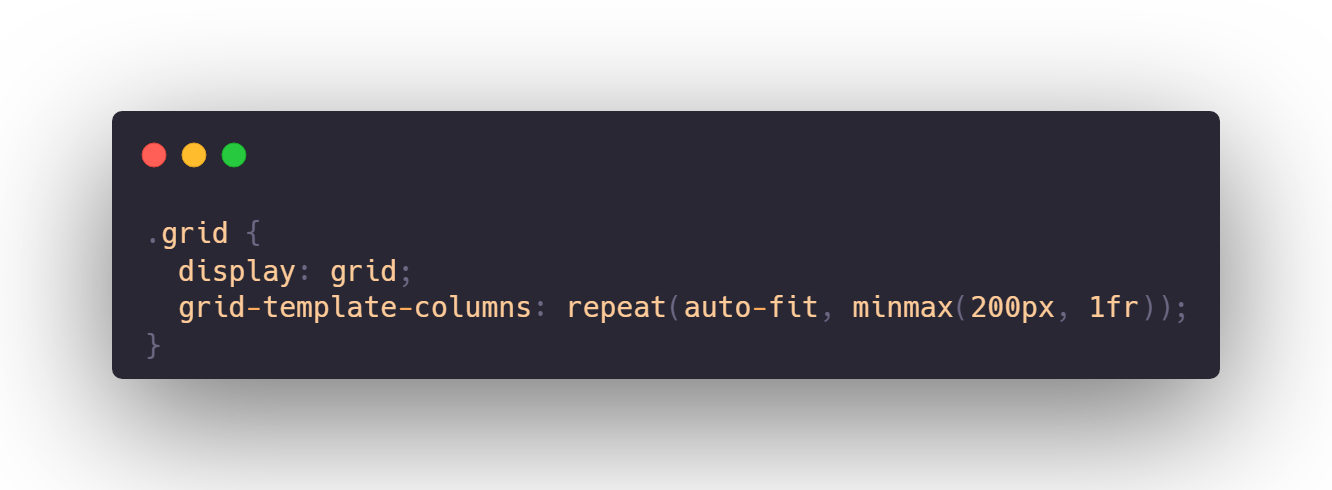 .grid {
  display: grid;
  grid-template-columns: repeat(auto-fit, minmax(200px, 1fr));
}